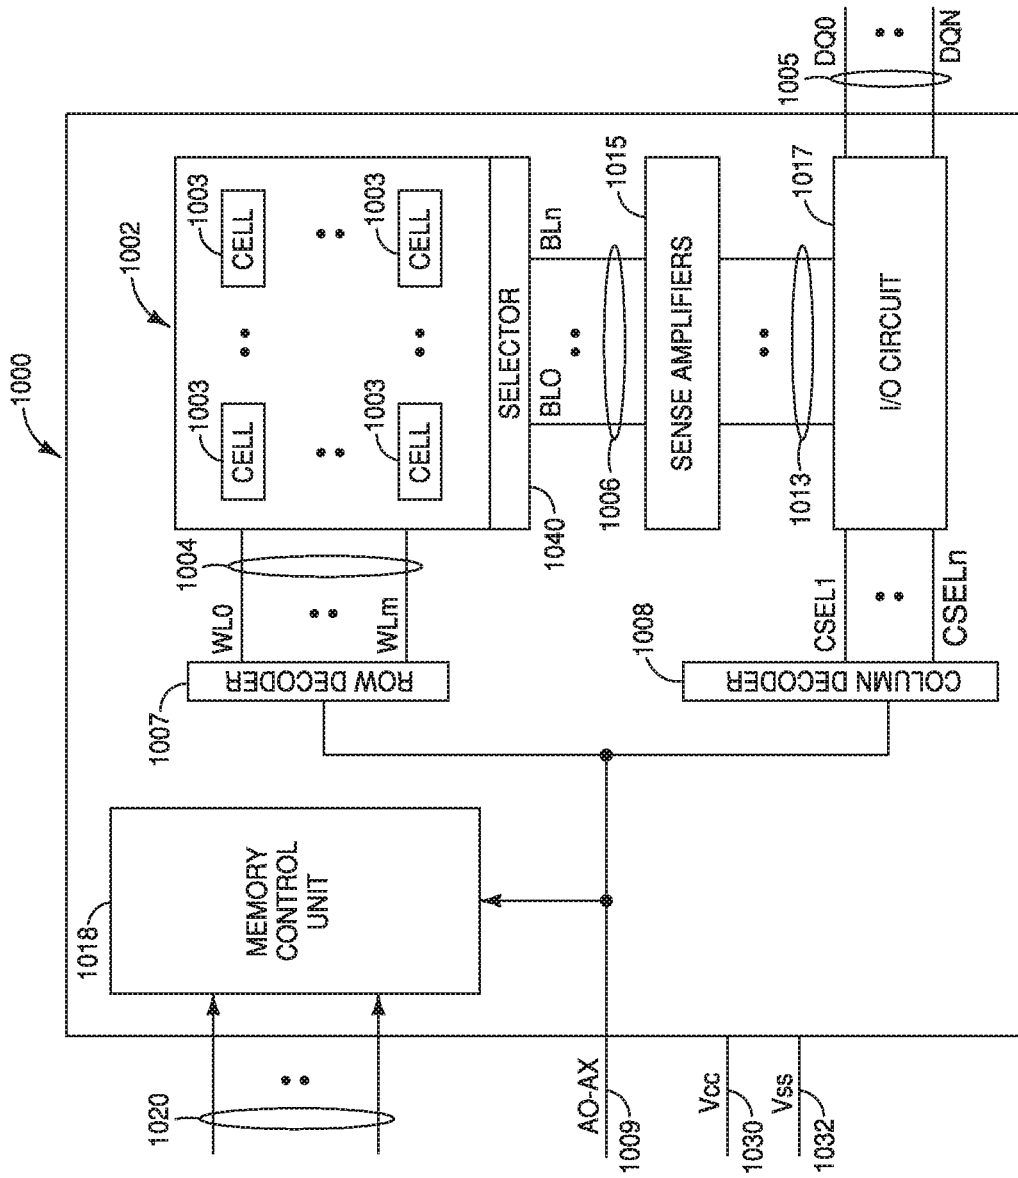 1000
1002
1018
MEMORY
CONTROL
UNIT
1020
1007
ROW DECODER
WL0
WLm
1004
1003
CELL
1003
CELL
1003
CELL
1003
CELL
SELECTOR
1040
BLO
BLn
1006
1015
SENSE AMPLIFIERS
1013
1017
I/O CIRCUIT
1008
COLUMN DECODER
CSEL1
CSELn
1005
DQ0
DQN
AO-AX
1009
Vcc
1030
Vss
1032